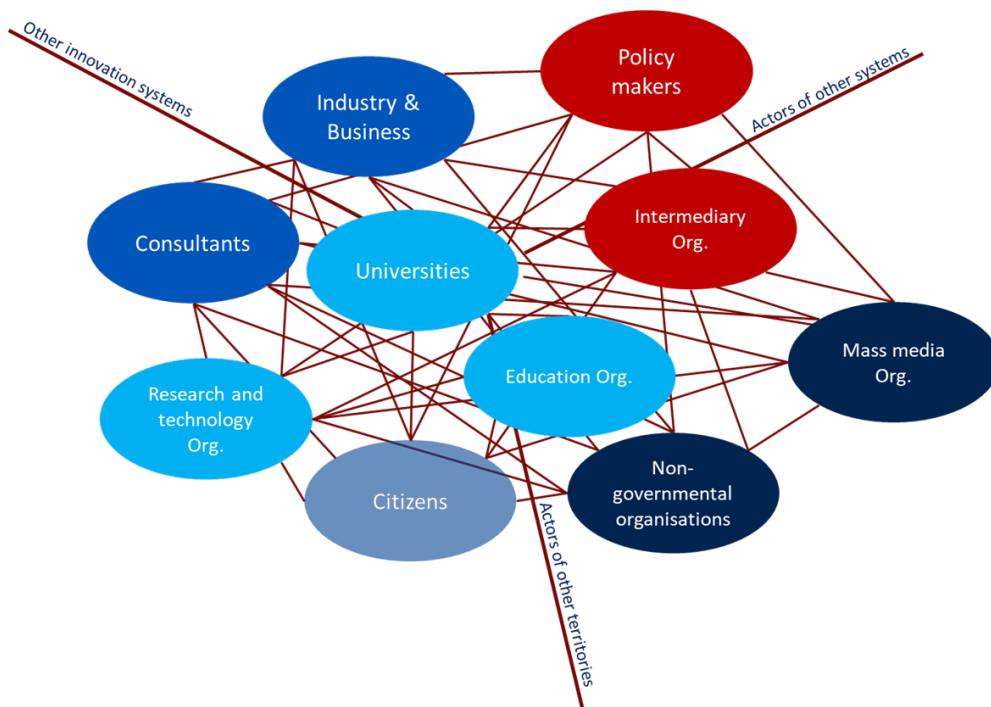 Other innovation systems
Policy
makers
Industry &
Business
Actors of other systems
Intermediary
Org.
Consultants
Universities
Mass media
Org.
Education Org.
Research and
technology
Org.
Non-
governmental
organisations
Citizens
Actors of other territories